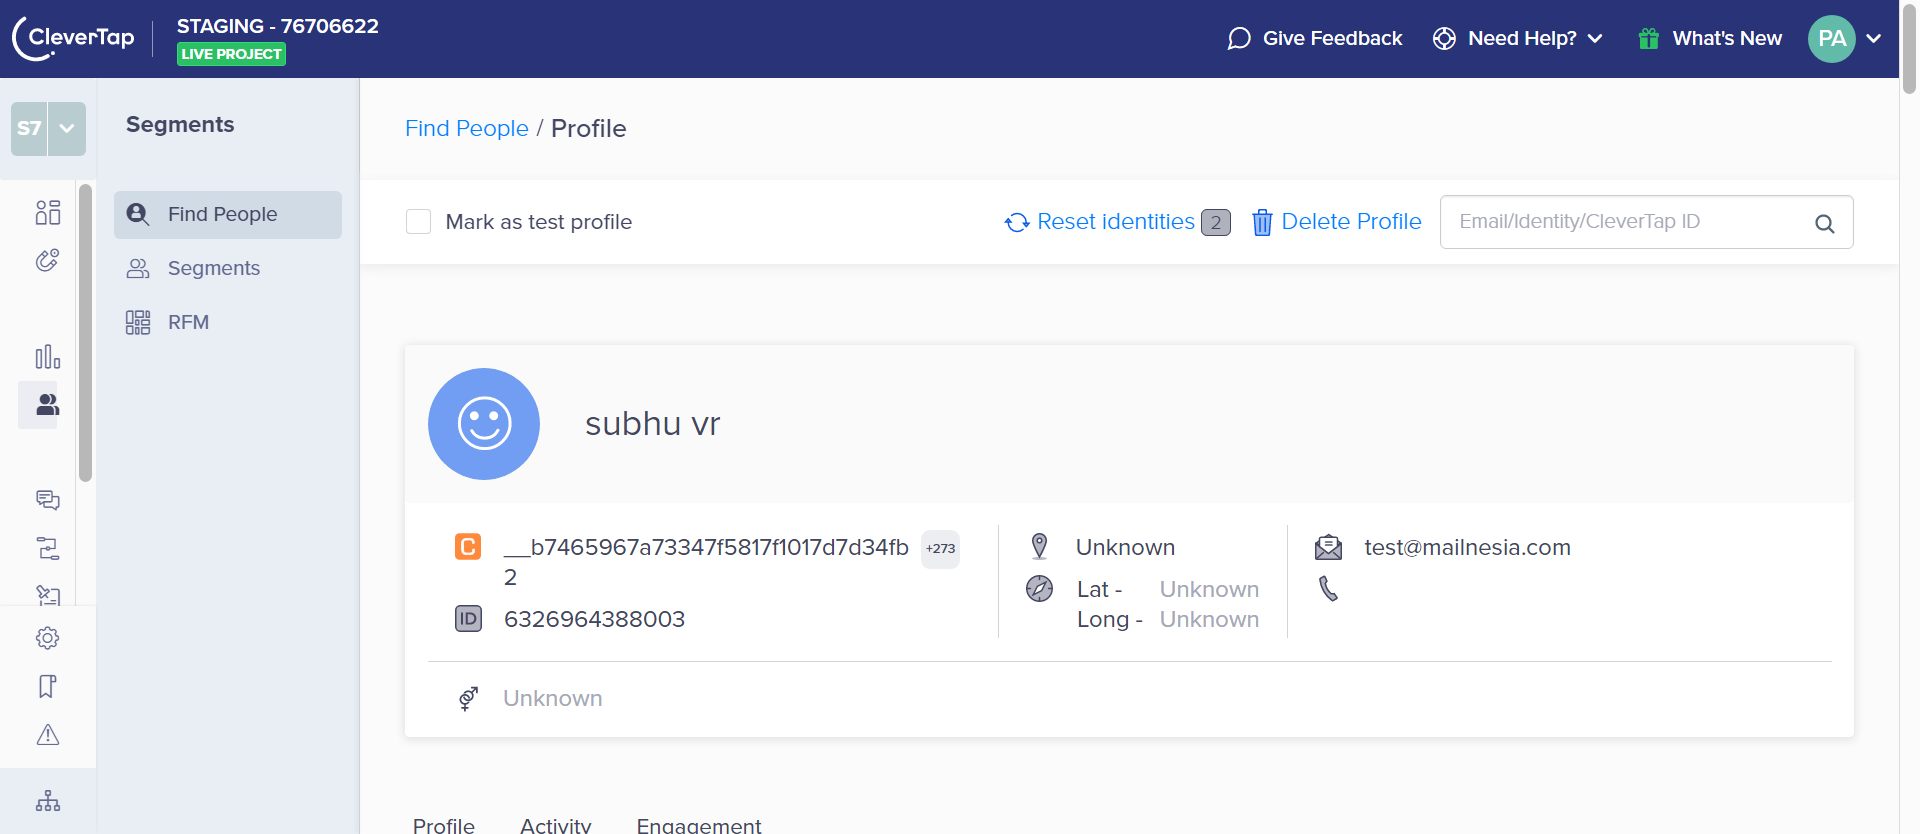 CleverTap
STAGING - 76706622
LIVE PROJECT
Give Feedback
Need Help?
What's New
PA
S7
Segments
Find People
Segments
RFM
Find People / Profile
Mark as test profile
Reset identities 2
Delete Profile
Email/Identity/CleverTap ID
subhu vr
C
__b7465967a73347f5817f1017d7d34fb
2
+273
ID
6326964388003
Unknown
Lat - Unknown
Long - Unknown
test@mailnesia.com
Unknown
Profile
Activity
Engagement